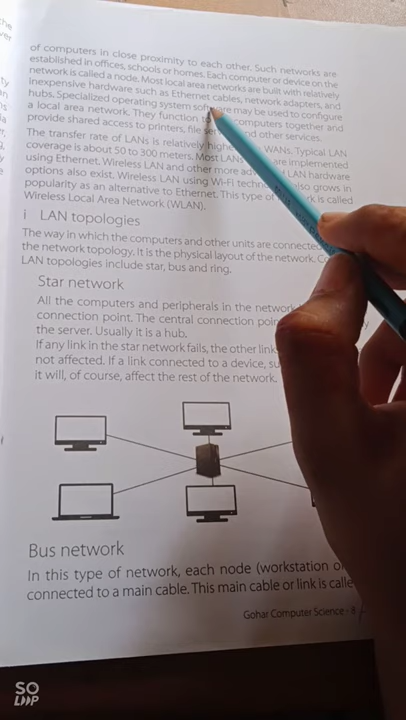 of computers in close proximity to each other. Such networks are
established in offices, schools or homes. Each computer or device on the
network is called a node. Most local area networks are built with relatively
inexpensive hardware such as Ethernet cables, network adapters, and
hubs. Specialized operating system software may be used to configure
a local area network. They function to computers together and
provide shared access to printers, file and other services.
The transfer rate of LANs is relatively WANs. Typical LAN
coverage is about 50 to 300 meters. Most LANs are implemented
using Ethernet. Wireless LAN and other more LAN hardware
options also exist. Wireless LAN using Wi-Fi also grows in
popularity as an alternative to Ethernet. This type of is called
Wireless Local Area Network (WLAN).
i LAN topologies
The way in which the computers and other units are connected
the network topology. It is the physical layout of the network.
LAN topologies include star, bus and ring.
Star network
All the computers and peripherals in the network
connection point. The central connection
the server. Usually it is a hub.
If any link in the star network fails, the other
not affected. If a link connected to a device,
it will, of course, affect the rest of the network.
Bus network
In this type of network, each node (workstation
connected to a main cable. This main cable or link is
Gohar Computer Science - 8
SO
LOOP